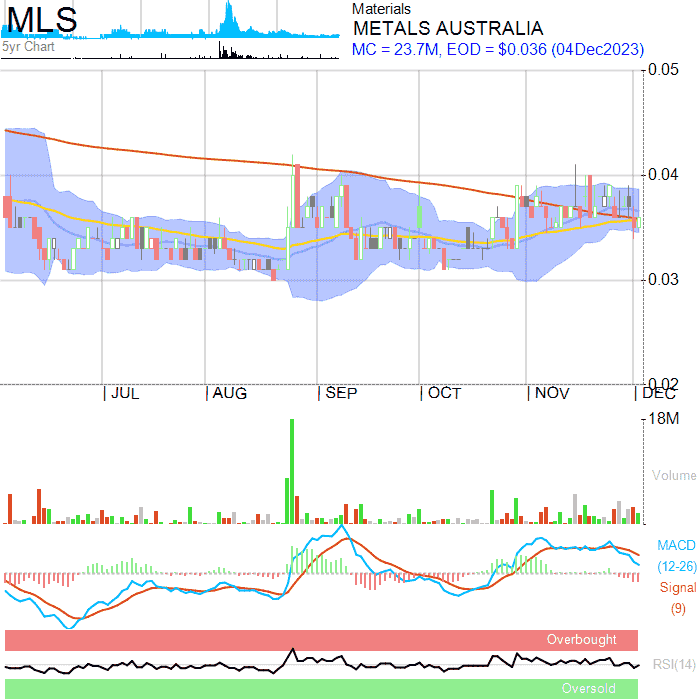 MLS
5yr Chart
Materials
METALS AUSTRALIA
MC = 23.7M, EOD = $0.036 (04Dec2023)
0.05
0.04
0.03
0.02
JUL AUG SEP OCT NOV DEC
18M
Volume
MACD
(12-26)
Signal
(9)
Overbought
RSI(14)
Oversold